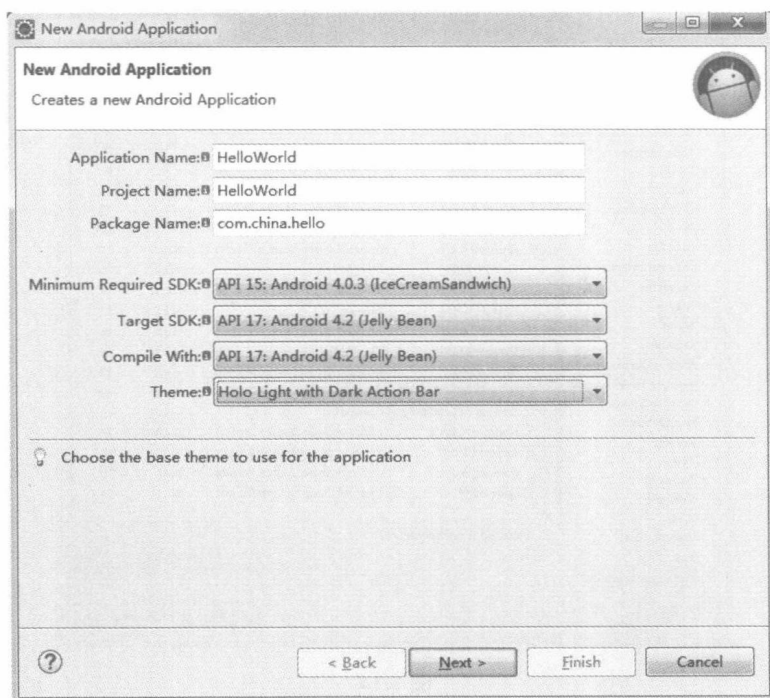 New Android Application
New Android Application
Creates a new Android Application
Application Name: HelloWorld
Project Name: HelloWorld
Package Name: com.china.hello
Minimum Required SDK: API 15: Android 4.0.3 (IceCreamSandwich)
Target SDK: API 17: Android 4.2 (Jelly Bean)
Compile With: API 17: Android 4.2 (Jelly Bean)
Theme: Holo Light with Dark Action Bar
Choose the base theme to use for the application
?
< Back Next > Finish Cancel